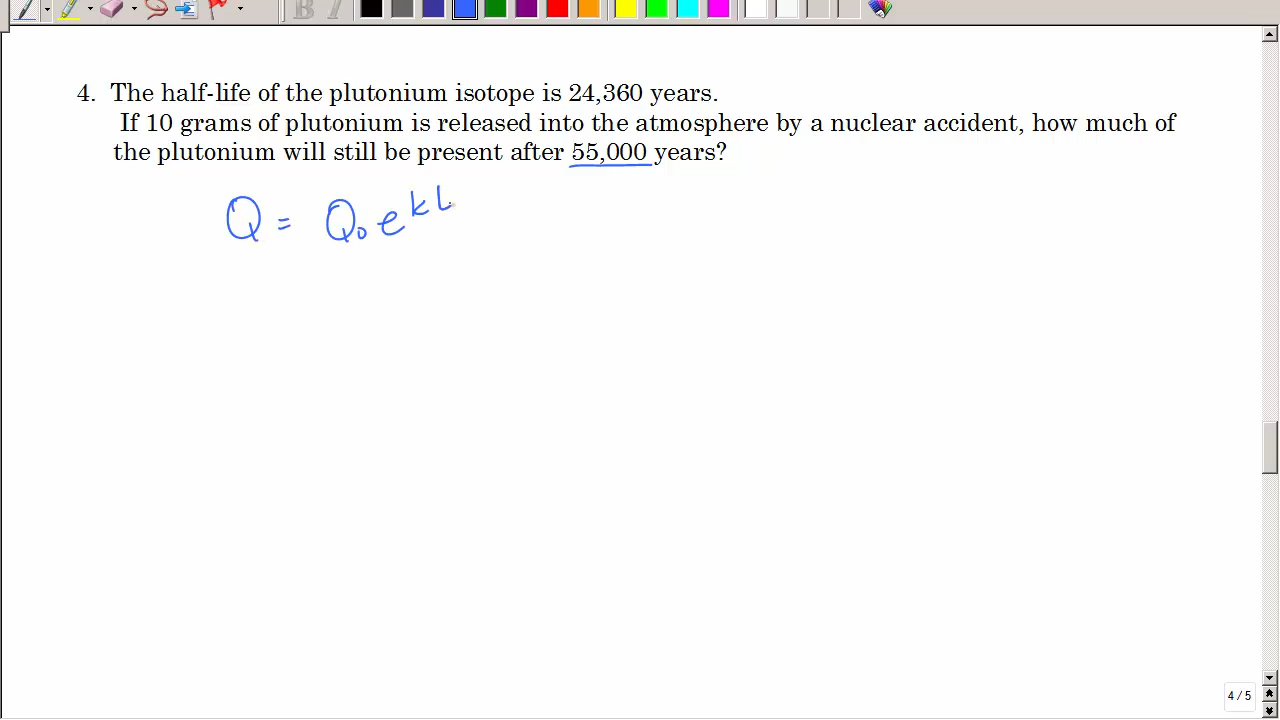 B I
4. The half-life of the plutonium isotope is 24,360 years.
If 10 grams of plutonium is released into the atmosphere by a nuclear accident, how much of
the plutonium will still be present after 55,000 years?
Q = Q₀ e^k
4 / 5